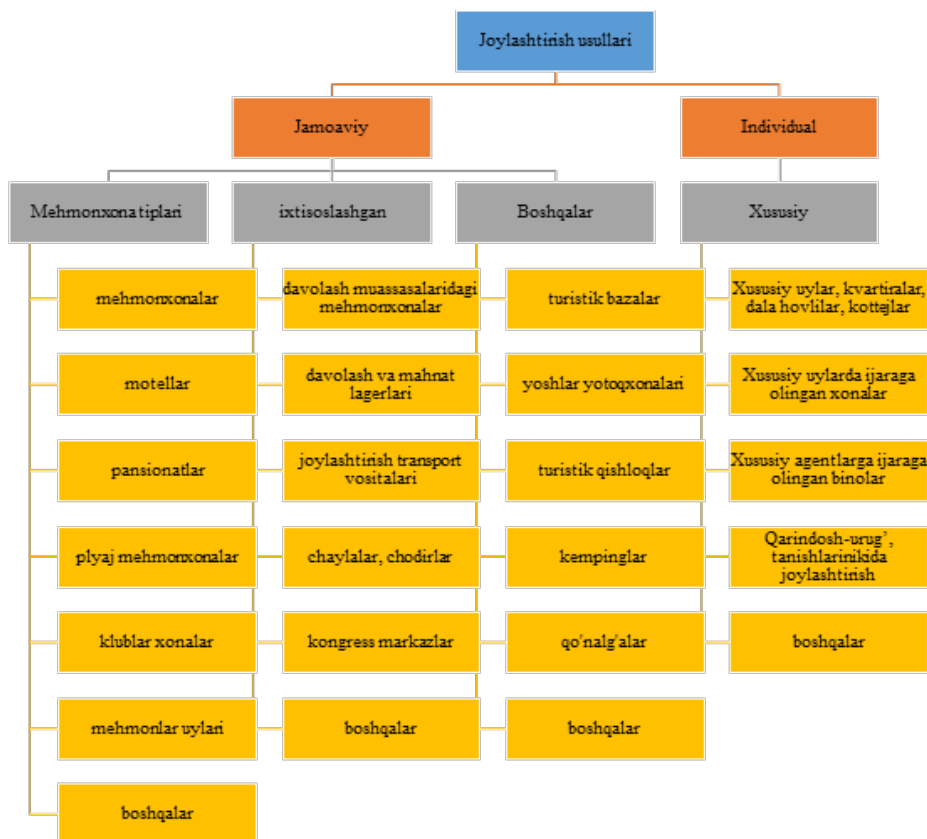 Joylashtirish usullari
Jamoaviy
Individual
Mehmonxona tiplari
ixtisoslashgan
Boshqalar
Xususiy
mehmonxonalar
motellar
pansionatlar
plyaj mehmonxonalar
klublar xonalar
mehmonlar uylari
boshqalar
davolash muassasalaridagi
mehmonxonalar
davolash va mahnat
lagerlari
joylashtirish transport
vositalari
chaylalar, chodirlar
kongress markazlar
boshqalar
turistik bazalar
yoshlar yotoqxonalari
turistik qishloqlar
kempinglar
qo'nalg'alar
boshqalar
Xususiy uylar, kvartiralar,
dala hovlilar, kottejlar
Xususiy uylarda ijaraga
olingan xonalar
Xususiy agentlarga ijaraga
olingan binolar
Qarindosh-urug’,
tanishlarinikida
joylashtirish
boshqalar